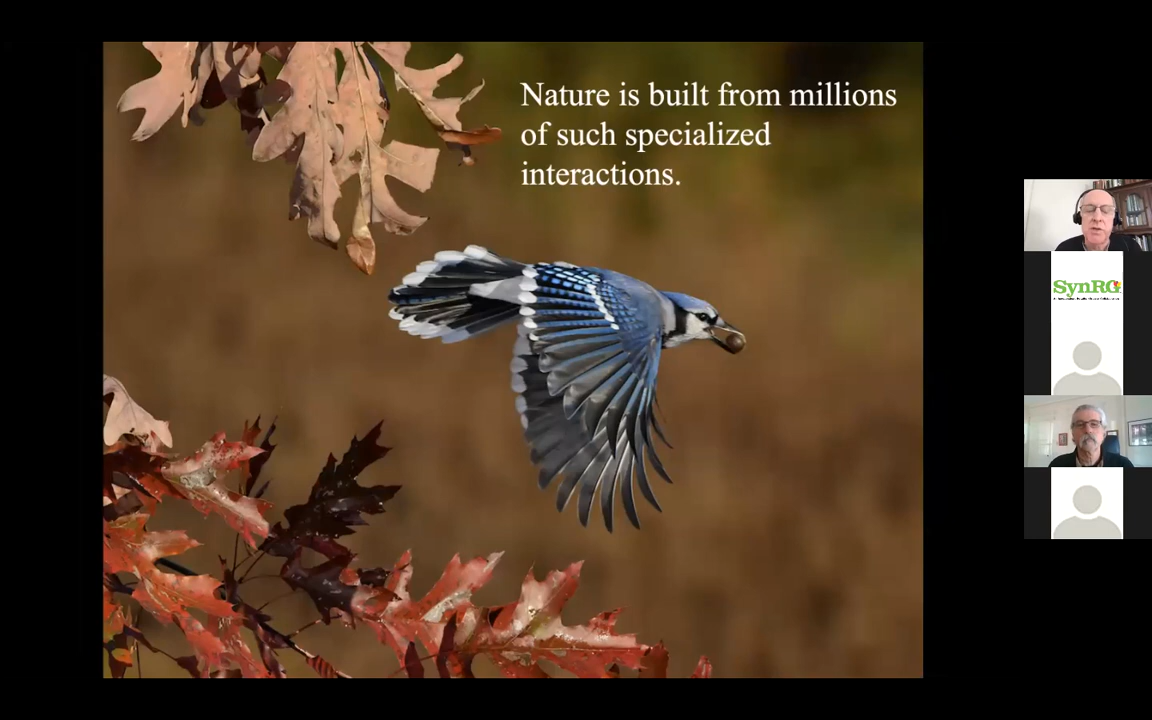 Nature is built from millions
of such specialized
interactions.
SynRG